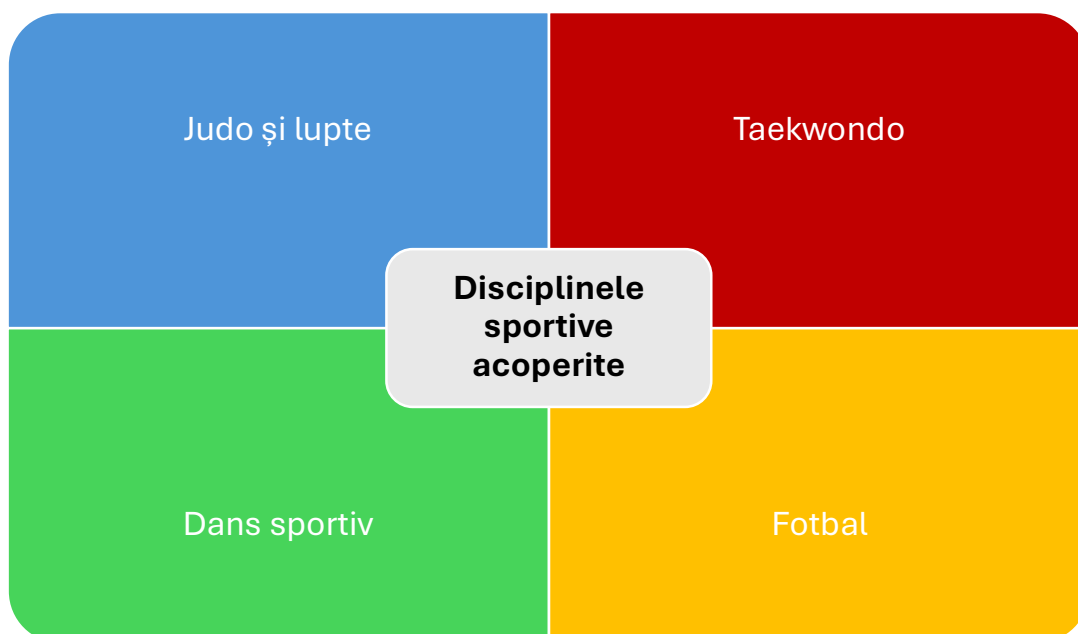 Judo și lupte
Taekwondo
Disciplinele
sportive
acoperite
Dans sportiv
Fotbal